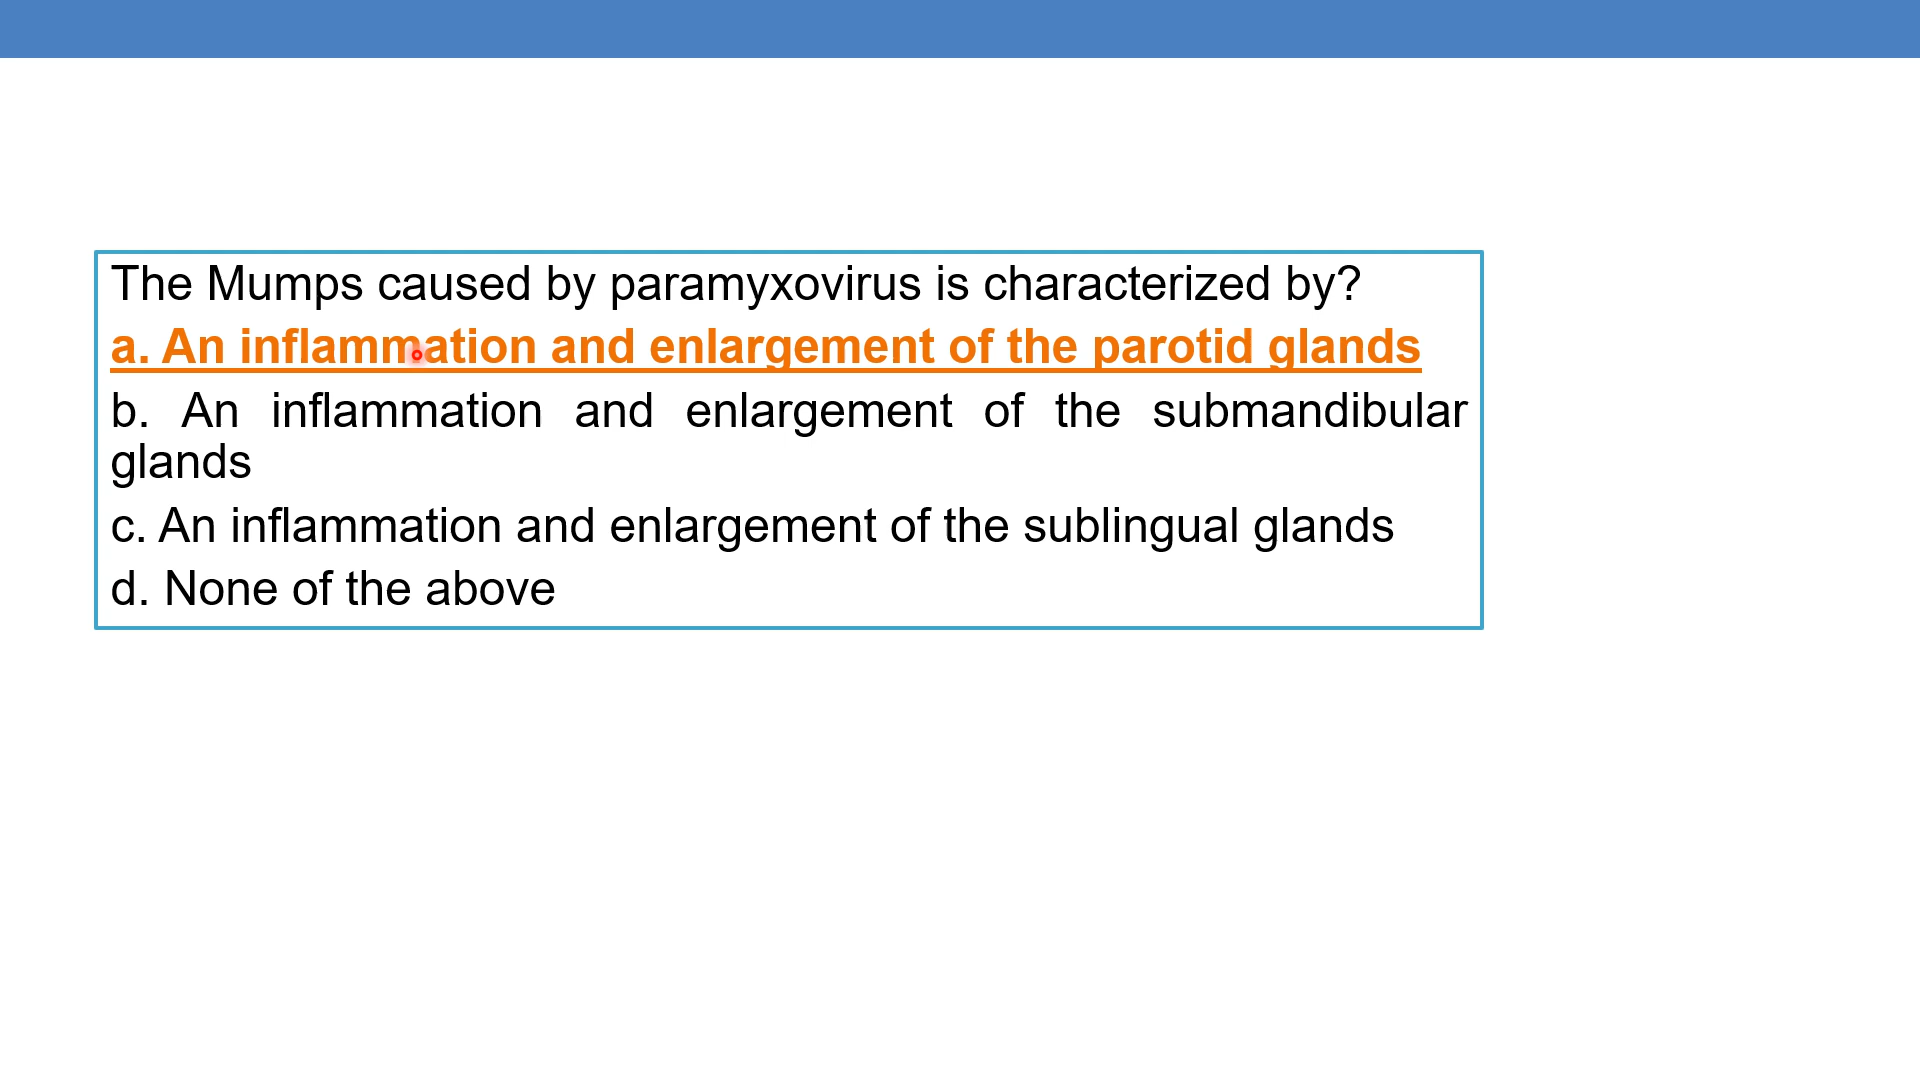 The Mumps caused by paramyxovirus is characterized by?
a. An inflammation and enlargement of the parotid glands
b. An inflammation and enlargement of the submandibular
glands
c. An inflammation and enlargement of the sublingual glands
d. None of the above